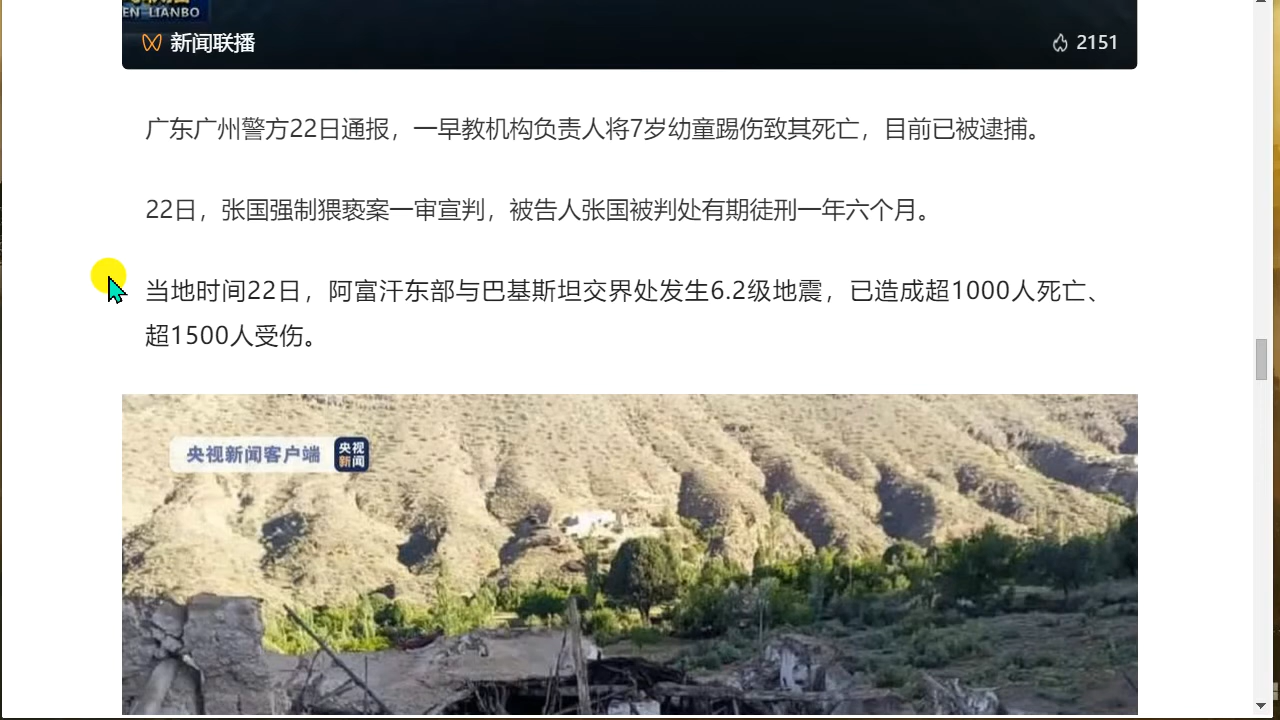 EN LIANBO
新闻联播
2151
广东广州警方22日通报，一早教机构负责人将7岁幼童踢伤致其死亡，目前已被逮捕。
22日，张国强制猥亵案一审宣判，被告人张国被判处有期徒刑一年六个月。
当地时间22日，阿富汗东部与巴基斯坦交界处发生6.2级地震，已造成超1000人死亡、
超1500人受伤。
央视新闻客户端
央视
新闻